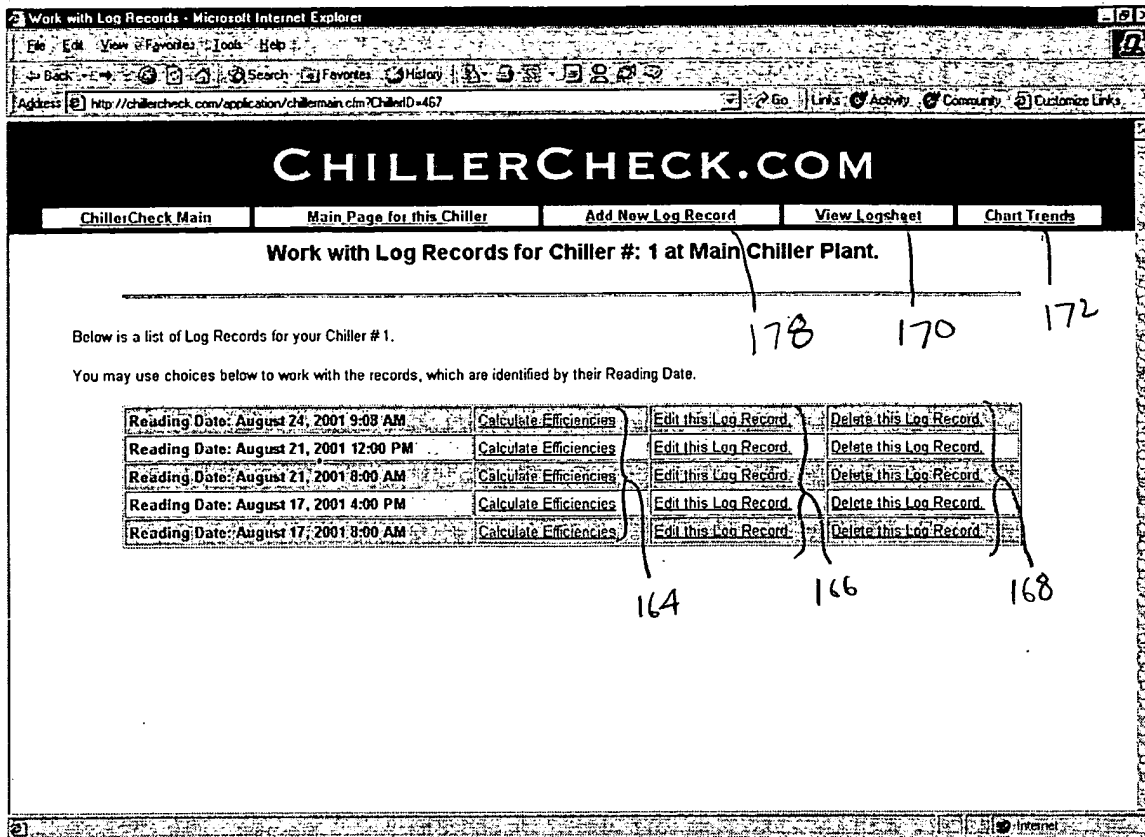 Work with Log Records - Microsoft Internet Explorer
File Edit View Favorites Tools Help
Back Search Favorites History
Address http://chillercheck.com/application/chillermain.cfm?ChillerID=467 Go Links Activity Community Customize Links
CHILLERCHECK.COM
ChillerCheck Main Main Page for this Chiller Add New Log Record View Logsheet Chart Trends
Work with Log Records for Chiller #: 1 at Main Chiller Plant.
178 170 172
Below is a list of Log Records for your Chiller # 1.
You may use choices below to work with the records, which are identified by their Reading Date.
Reading Date: August 24, 2001 9:08 AM Calculate Efficiencies Edit this Log Record. Delete this Log Record.
Reading Date: August 21, 2001 12:00 PM Calculate Efficiencies Edit this Log Record. Delete this Log Record.
Reading Date: August 21, 2001 8:00 AM Calculate Efficiencies Edit this Log Record. Delete this Log Record.
Reading Date: August 17, 2001 4:00 PM Calculate Efficiencies Edit this Log Record. Delete this Log Record.
Reading Date: August 17, 2001 8:00 AM Calculate Efficiencies Edit this Log Record. Delete this Log Record.
164 166 168
Internet